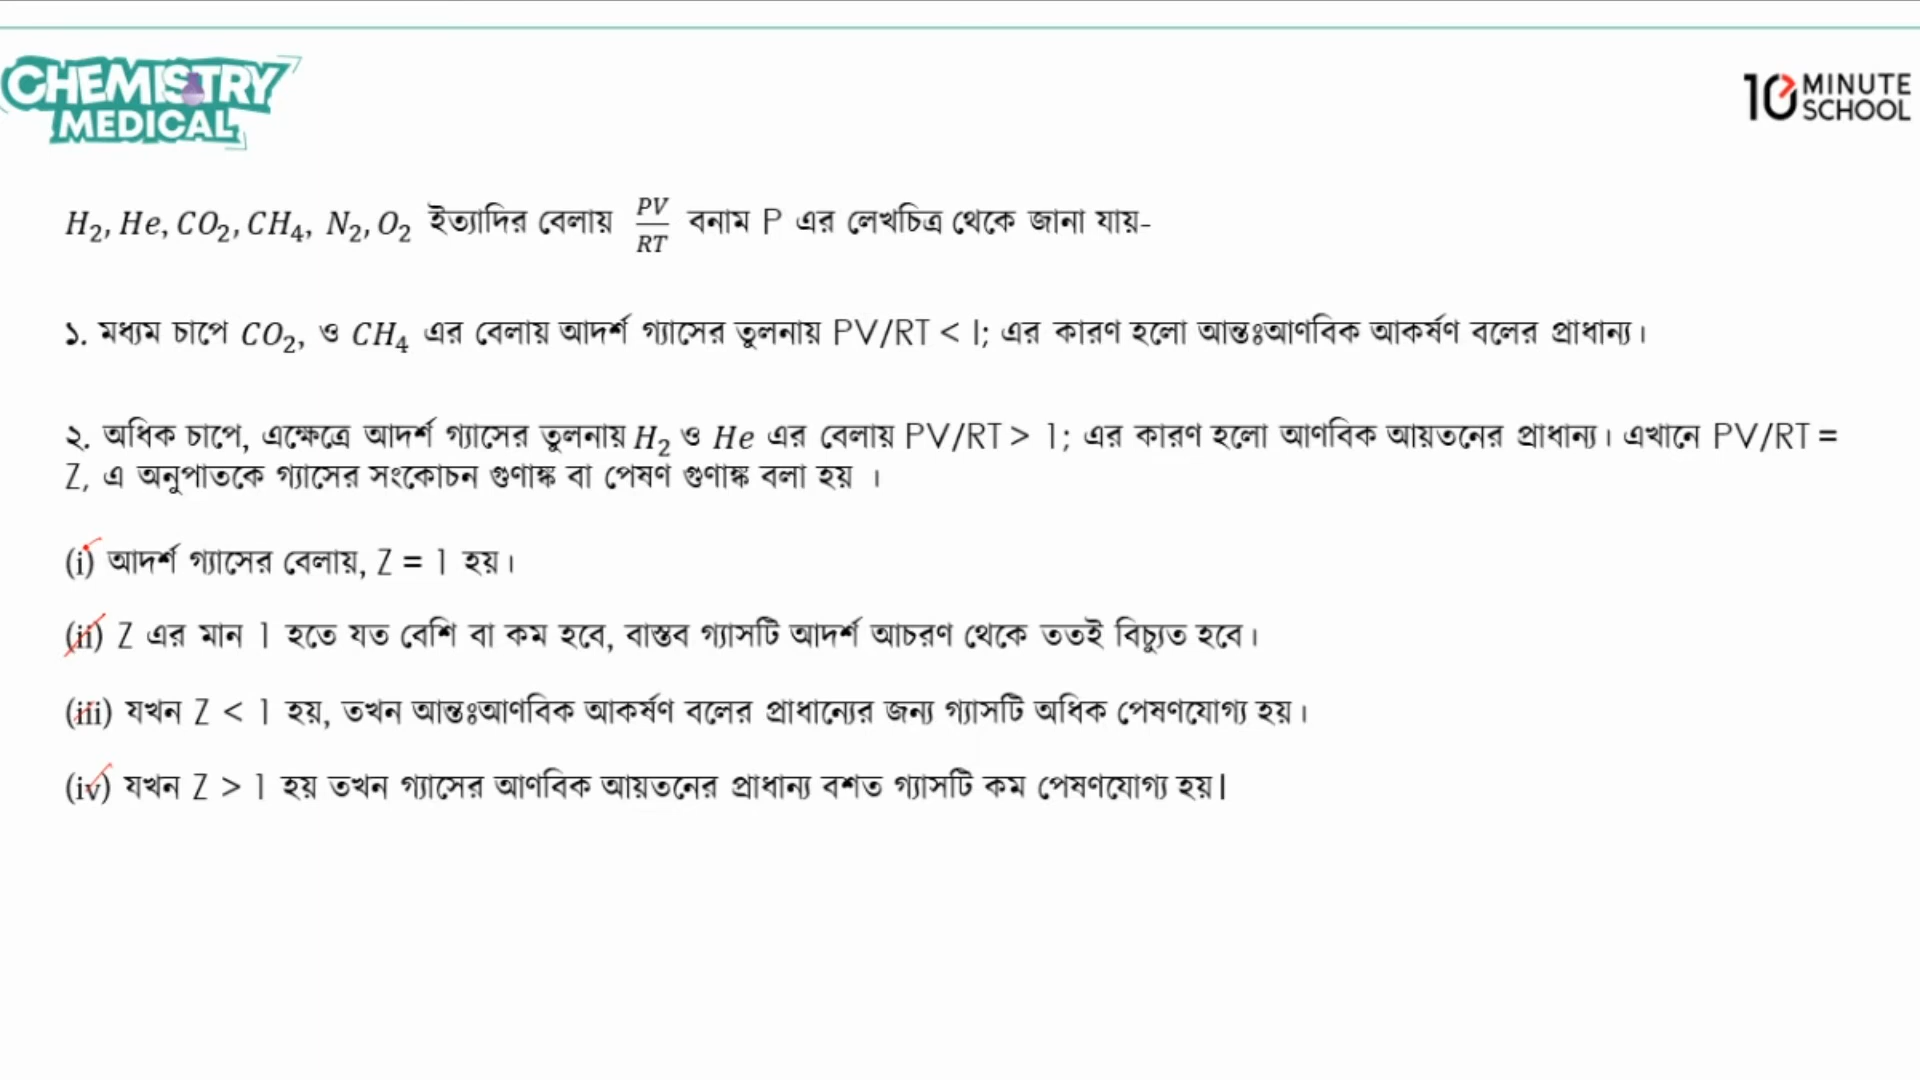 CHEMISTRY
MEDICAL
10 MINUTE
SCHOOL
H₂, He, CO₂, CH₄, N₂, O₂ ইত্যাদির বেলায় PV/RT বনাম P এর লেখচিত্র থেকে জানা যায়-
১. মধ্যম চাপে CO₂, ও CH₄ এর বেলায় আদর্শ গ্যাসের তুলনায় PV/RT < I; এর কারণ হলো আন্তঃআণবিক আকর্ষণ বলের প্রাধান্য।
২. অধিক চাপে, এক্ষেত্রে আদর্শ গ্যাসের তুলনায় H₂ ও He এর বেলায় PV/RT > 1; এর কারণ হলো আণবিক আয়তনের প্রাধান্য। এখানে PV/RT =
Z, এ অনুপাতকে গ্যাসের সংকোচন গুণাঙ্ক বা পেষণ গুণাঙ্ক বলা হয় ।
(i) আদর্শ গ্যাসের বেলায়, Z = 1 হয়।
(ii) Z এর মান 1 হতে যত বেশি বা কম হবে, বাস্তব গ্যাসটি আদর্শ আচরণ থেকে ততই বিচ্যুত হবে।
(iii) যখন Z < 1 হয়, তখন আন্তঃআণবিক আকর্ষণ বলের প্রাধান্যের জন্য গ্যাসটি অধিক পেষণযোগ্য হয়।
(iv) যখন Z > 1 হয় তখন গ্যাসের আণবিক আয়তনের প্রাধান্য বশত গ্যাসটি কম পেষণযোগ্য হয়|